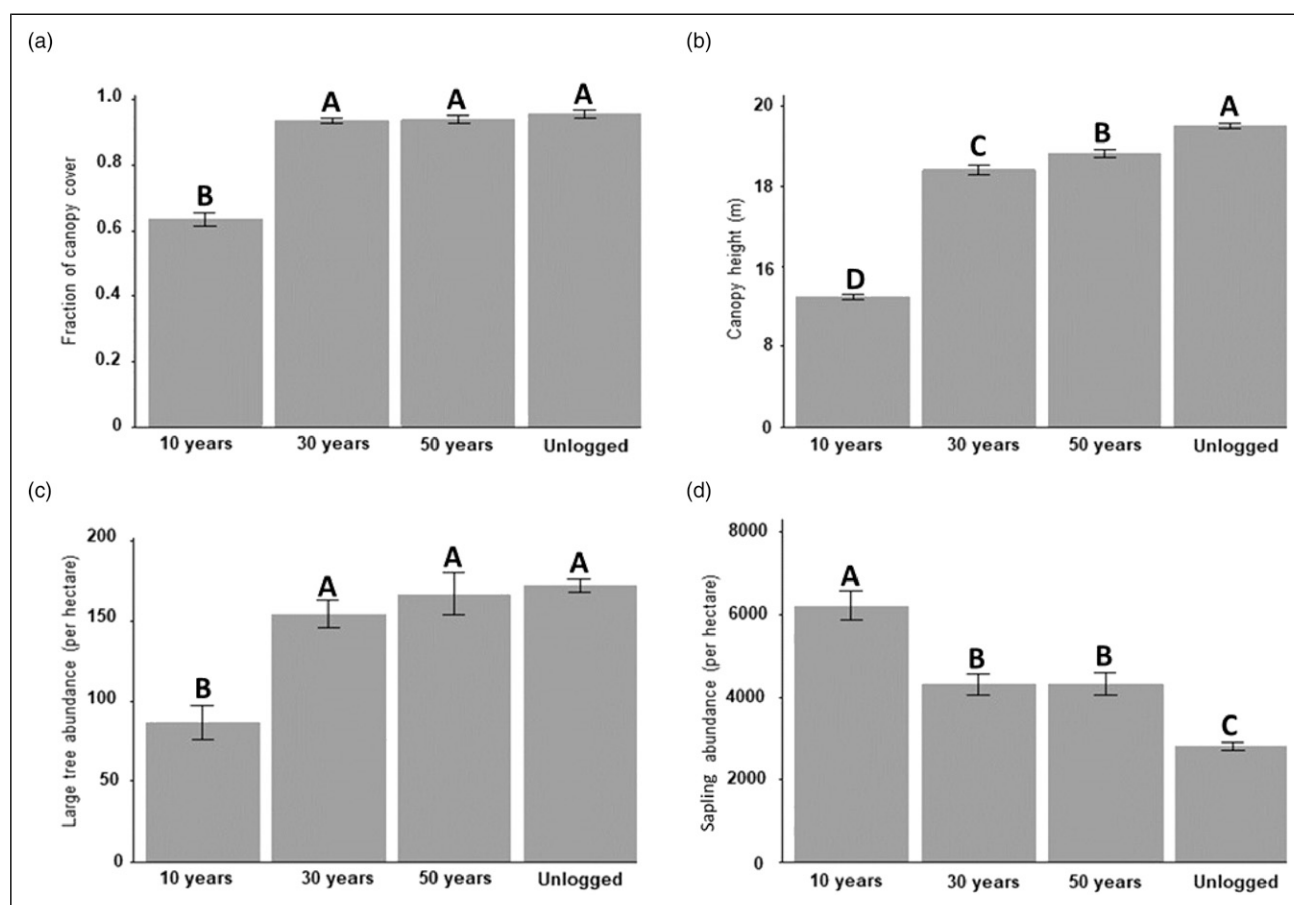 (a)
Fraction of canopy cover
1.0
0.8
0.6
0.4
0.2
0
B
A
A
A
10 years
30 years
50 years
Unlogged
(b)
Canopy height (m)
20
18
16
8
0
D
C
B
A
10 years
30 years
50 years
Unlogged
(c)
Large tree abundance (per hectare)
200
150
100
50
0
B
A
A
A
10 years
30 years
50 years
Unlogged
(d)
Sapling abundance (per hectare)
8000
6000
4000
2000
0
A
B
B
C
10 years
30 years
50 years
Unlogged